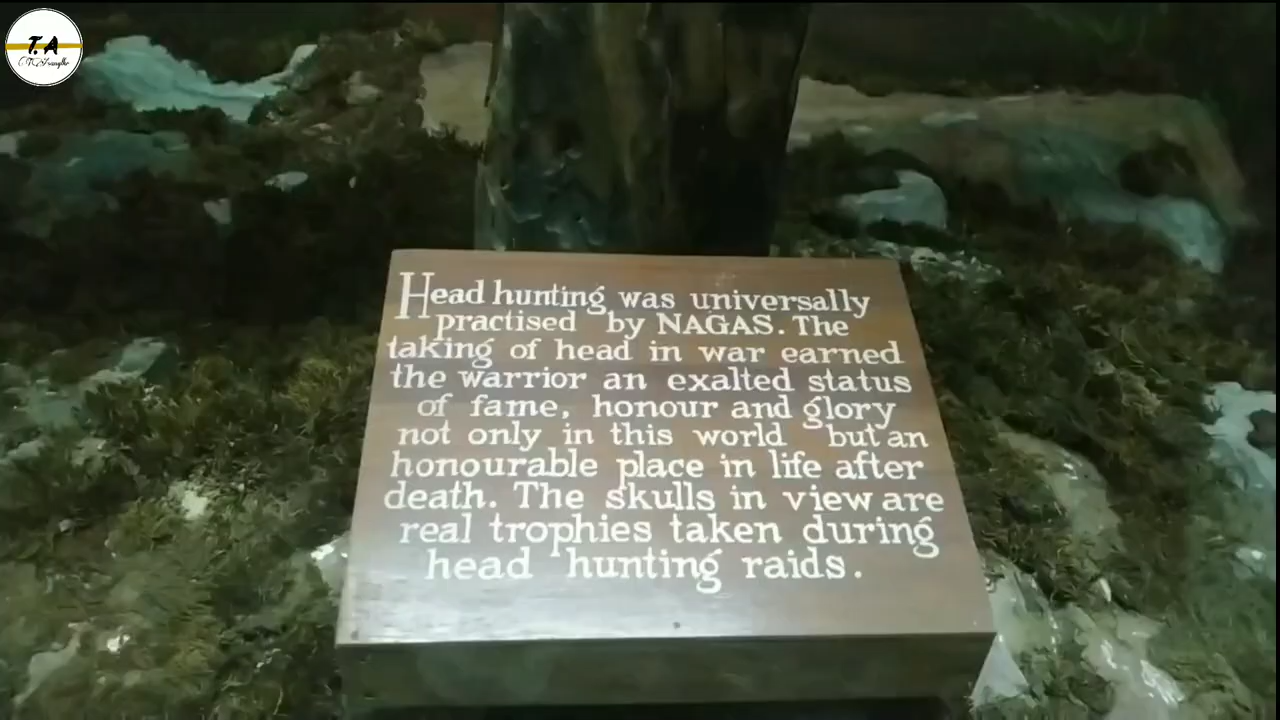 T.A
Head hunting was universally
practised by NAGAS. The
taking of head in war earned
the warrior an exalted status
of fame, honour and glory
not only in this world but an
honourable place in life after
death. The skulls in view are
real trophies taken during
head hunting raids.